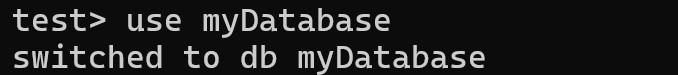 test> use myDatabase
switched to db myDatabase